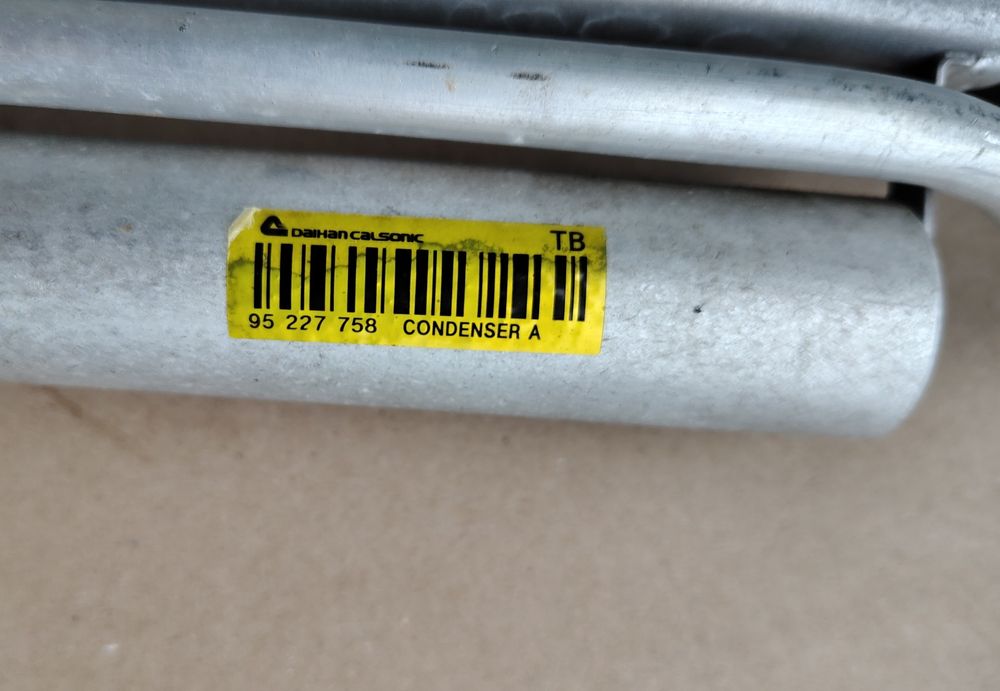 DAIHAN CALSONIC TB
95 227 758 CONDENSER A